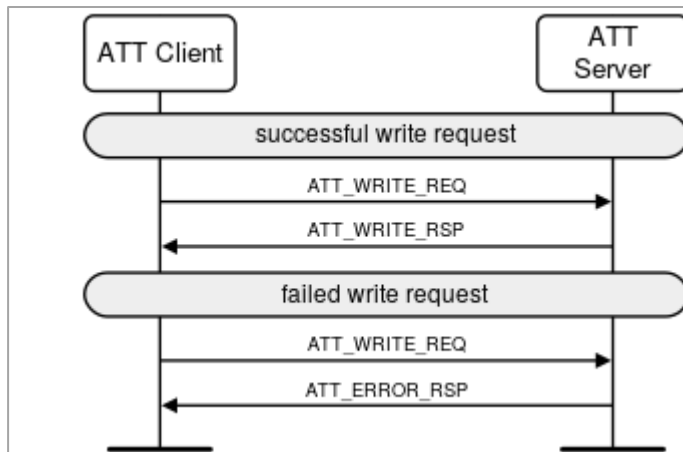 ATT Client
ATT
Server
successful write request
ATT_WRITE_REQ
ATT_WRITE_RSP
failed write request
ATT_WRITE_REQ
ATT_ERROR_RSP